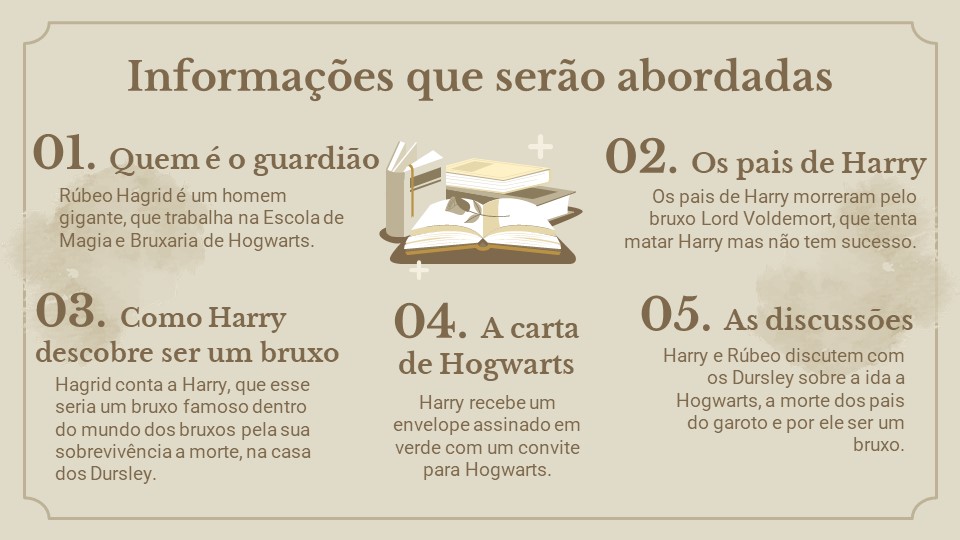 Informações que serão abordadas
01. Quem é o guardião
Rúbeo Hagrid é um homem
gigante, que trabalha na Escola de
Magia e Bruxaria de Hogwarts.
02. Os pais de Harry
Os pais de Harry morreram pelo
bruxo Lord Voldemort, que tenta
matar Harry mas não tem sucesso.
03. Como Harry
descobre ser um bruxo
Hagrid conta a Harry, que esse
seria um bruxo famoso dentro
do mundo dos bruxos pela sua
sobrevivência a morte, na casa
dos Dursley.
04. A carta
de Hogwarts
Harry recebe um
envelope assinado em
verde com um convite
para Hogwarts.
05. As discussões
Harry e Rúbeo discutem com
os Dursley sobre a ida a
Hogwarts, a morte dos pais
do garoto e por ele ser um
bruxo.